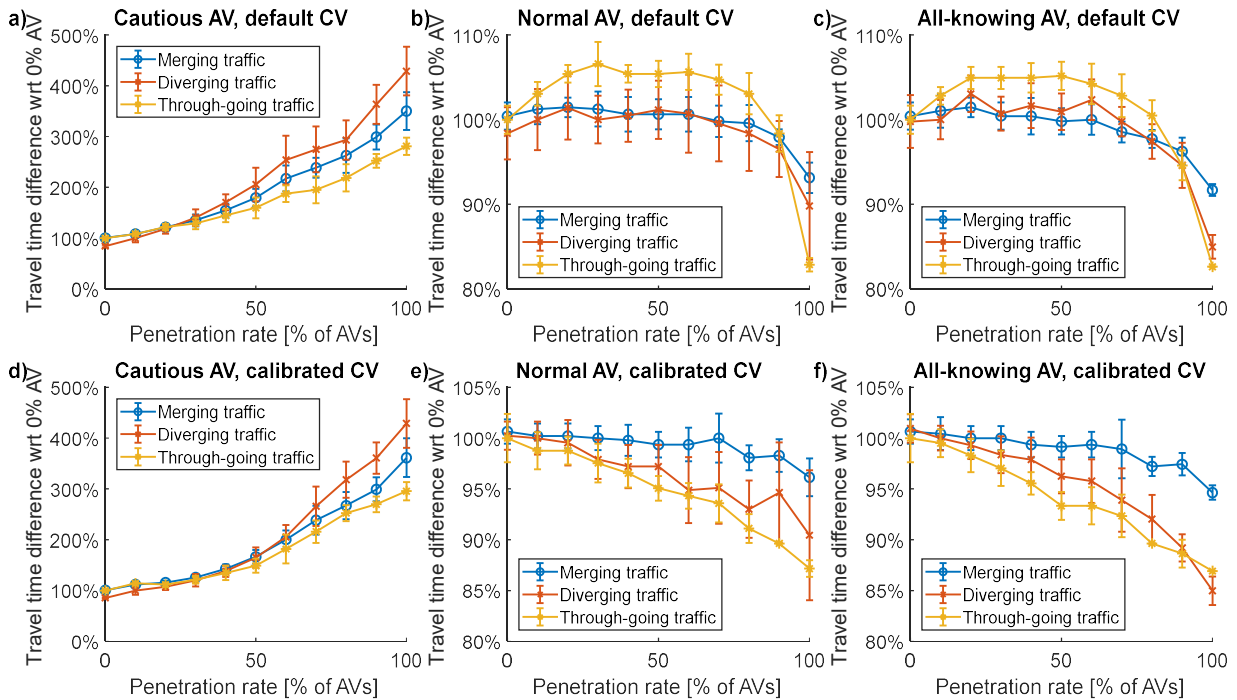 a)
Cautious AV, default CV
Travel time difference wrt 0% AV
500%
400%
300%
200%
100%
0%
Merging traffic
Diverging traffic
Through-going traffic
0
50
100
Penetration rate [% of AVs]
b)
Normal AV, default CV
Travel time difference wrt 0% AV
110%
100%
90%
80%
Merging traffic
Diverging traffic
Through-going traffic
0
50
100
Penetration rate [% of AVs]
c)
All-knowing AV, default CV
Travel time difference wrt 0% AV
110%
100%
90%
80%
Merging traffic
Diverging traffic
Through-going traffic
0
50
100
Penetration rate [% of AVs]
d)
Cautious AV, calibrated CV
Travel time difference wrt 0% AV
500%
400%
300%
200%
100%
0%
Merging traffic
Diverging traffic
Through-going traffic
0
50
100
Penetration rate [% of AVs]
e)
Normal AV, calibrated CV
Travel time difference wrt 0% AV
105%
100%
95%
90%
85%
80%
Merging traffic
Diverging traffic
Through-going traffic
0
50
100
Penetration rate [% of AVs]
f)
All-knowing AV, calibrated CV
Travel time difference wrt 0% AV
105%
100%
95%
90%
85%
80%
Merging traffic
Diverging traffic
Through-going traffic
0
50
100
Penetration rate [% of AVs]